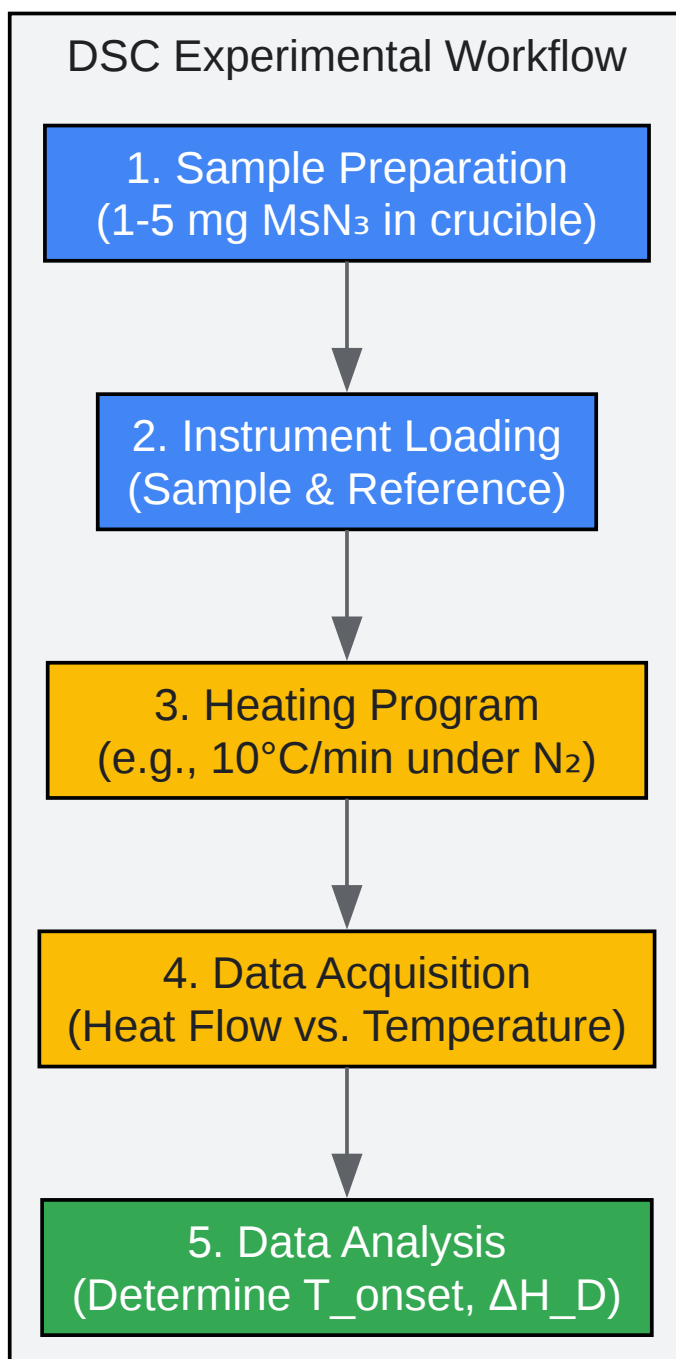 DSC Experimental Workflow
1. Sample Preparation
(1-5 mg MsN₃ in crucible)
2. Instrument Loading
(Sample & Reference)
3. Heating Program
(e.g., 10°C/min under N₂)
4. Data Acquisition
(Heat Flow vs. Temperature)
5. Data Analysis
(Determine T_onset, ΔH_D)